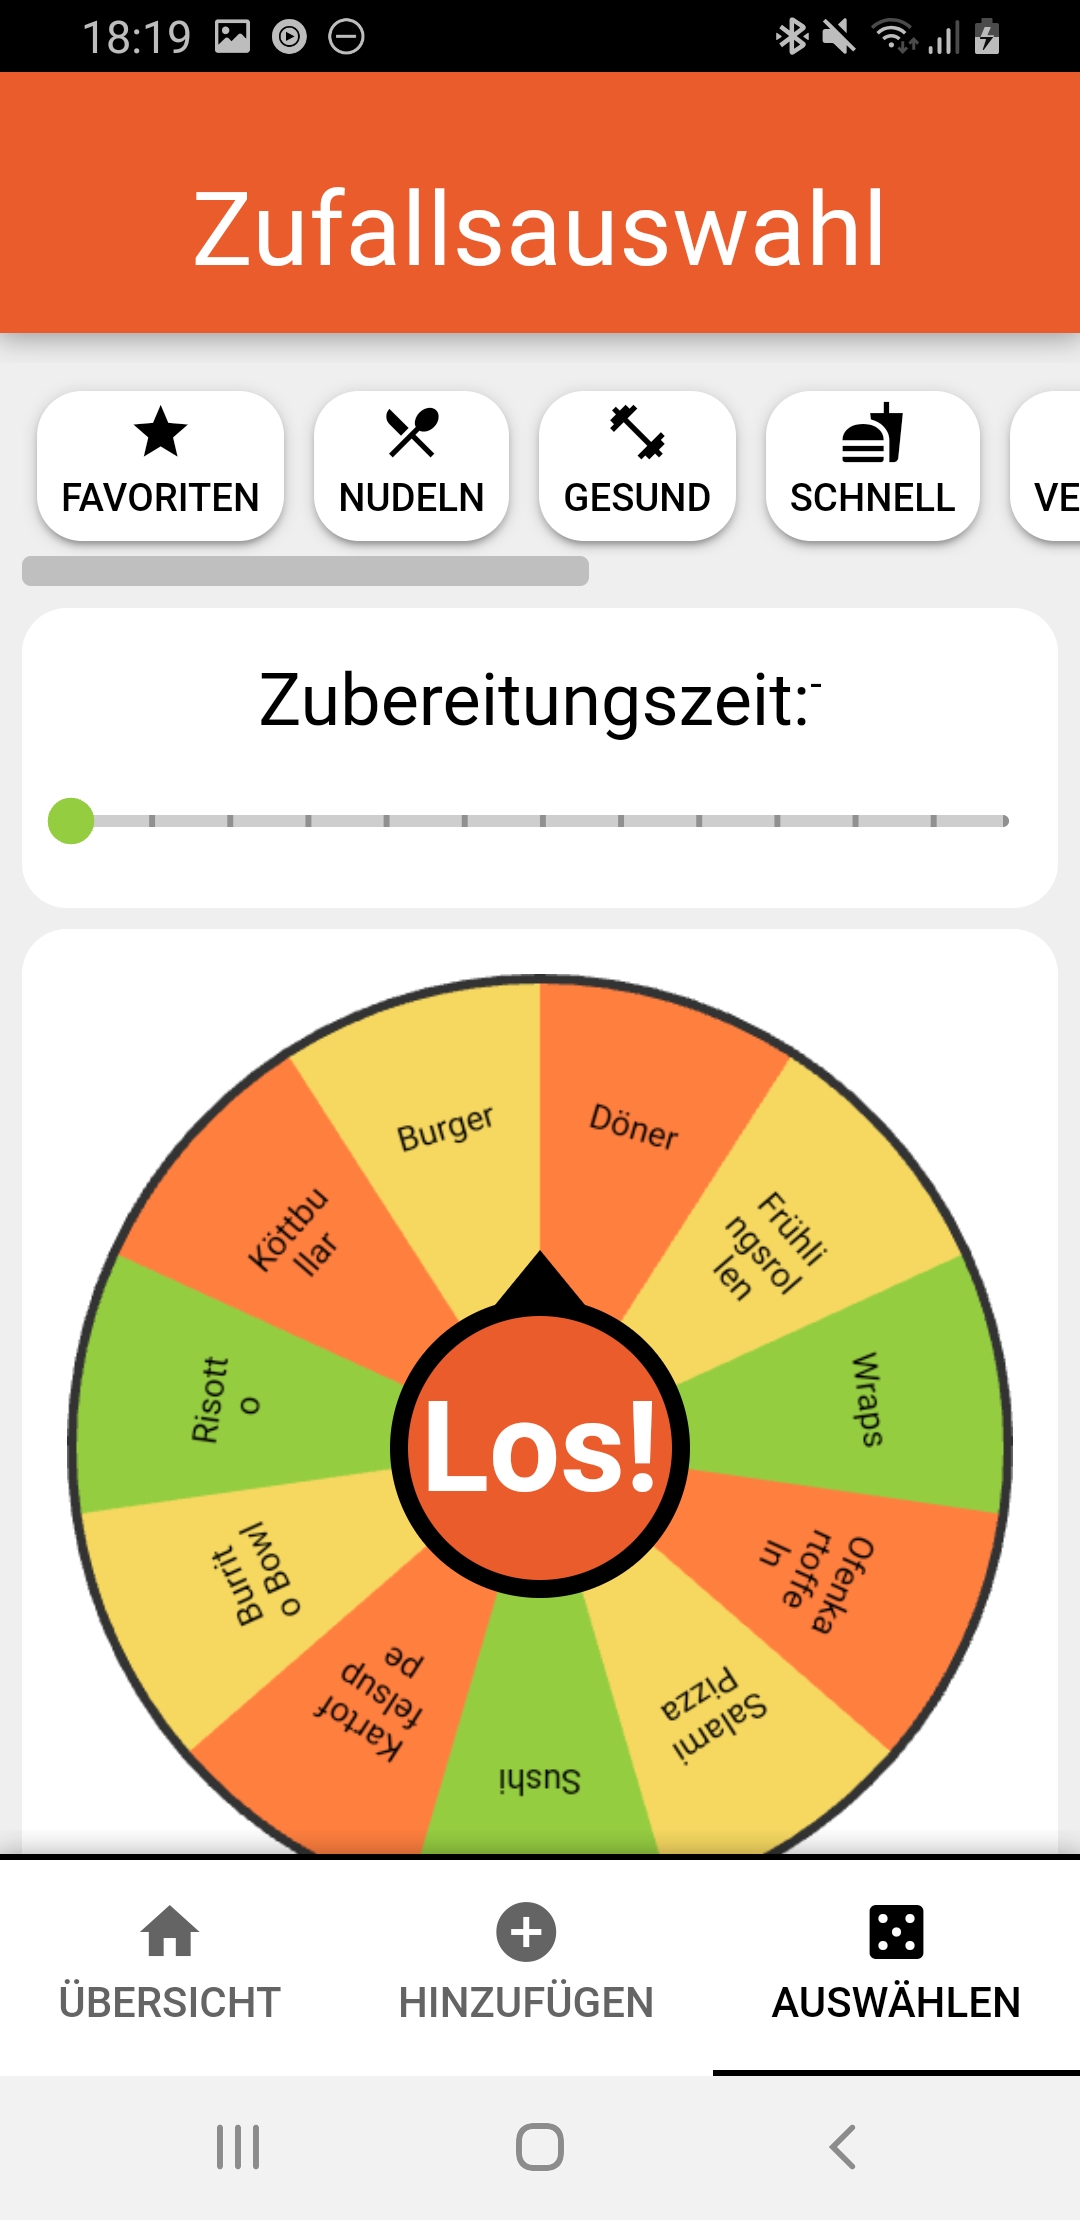 18:19
Zufallsauswahl
FAVORITEN
NUDELN
GESUND
SCHNELL
VE
Zubereitungszeit:-
Burger
Döner
Köttbu
llar
Frühli
ngsrol
len
Risott
o
Wraps
Burrit
o Bowl
Ofenka
rtoffe
ln
Kartof
felsup
pe
Salami
Pizza
Sushi
Los!
ÜBERSICHT
HINZUFÜGEN
AUSWÄHLEN